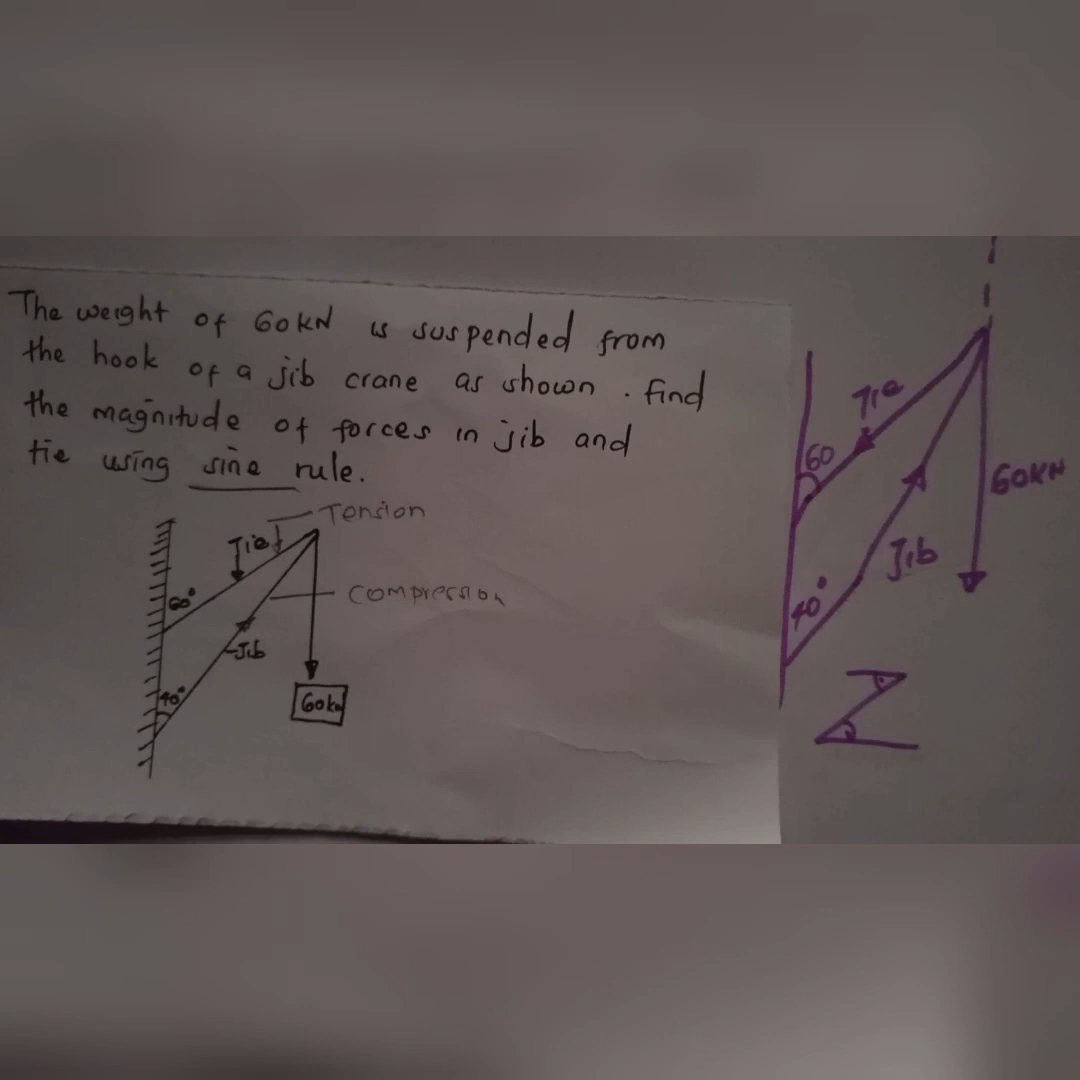 The weight of 60kN is suspended from
the hook of a jib crane as shown. find
the magnitude of forces in jib and
tie using sine rule.
Tension
Tie
60°
compression
Jib
40°
60kN
Tie
60
60KN
Jib
40°